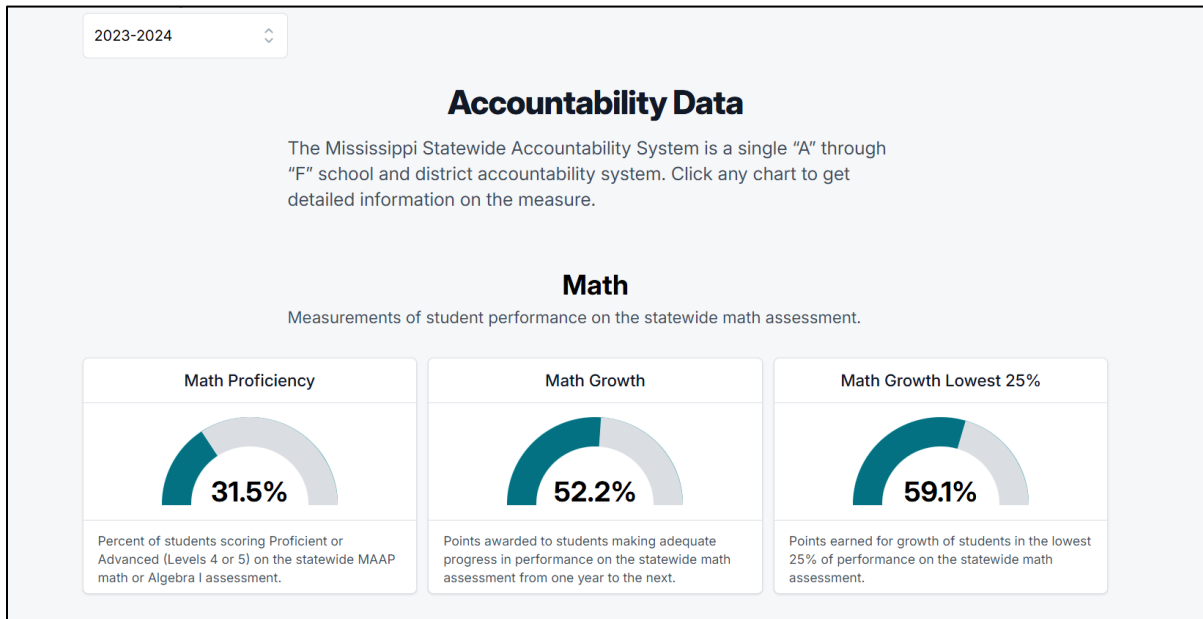 2023-2024
Accountability Data
The Mississippi Statewide Accountability System is a single “A” through
“F” school and district accountability system. Click any chart to get
detailed information on the measure.
Math
Measurements of student performance on the statewide math assessment.
Math Proficiency
31.5%
Percent of students scoring Proficient or
Advanced (Levels 4 or 5) on the statewide MAAP
math or Algebra I assessment.
Math Growth
52.2%
Points awarded to students making adequate
progress in performance on the statewide math
assessment from one year to the next.
Math Growth Lowest 25%
59.1%
Points earned for growth of students in the lowest
25% of performance on the statewide math
assessment.